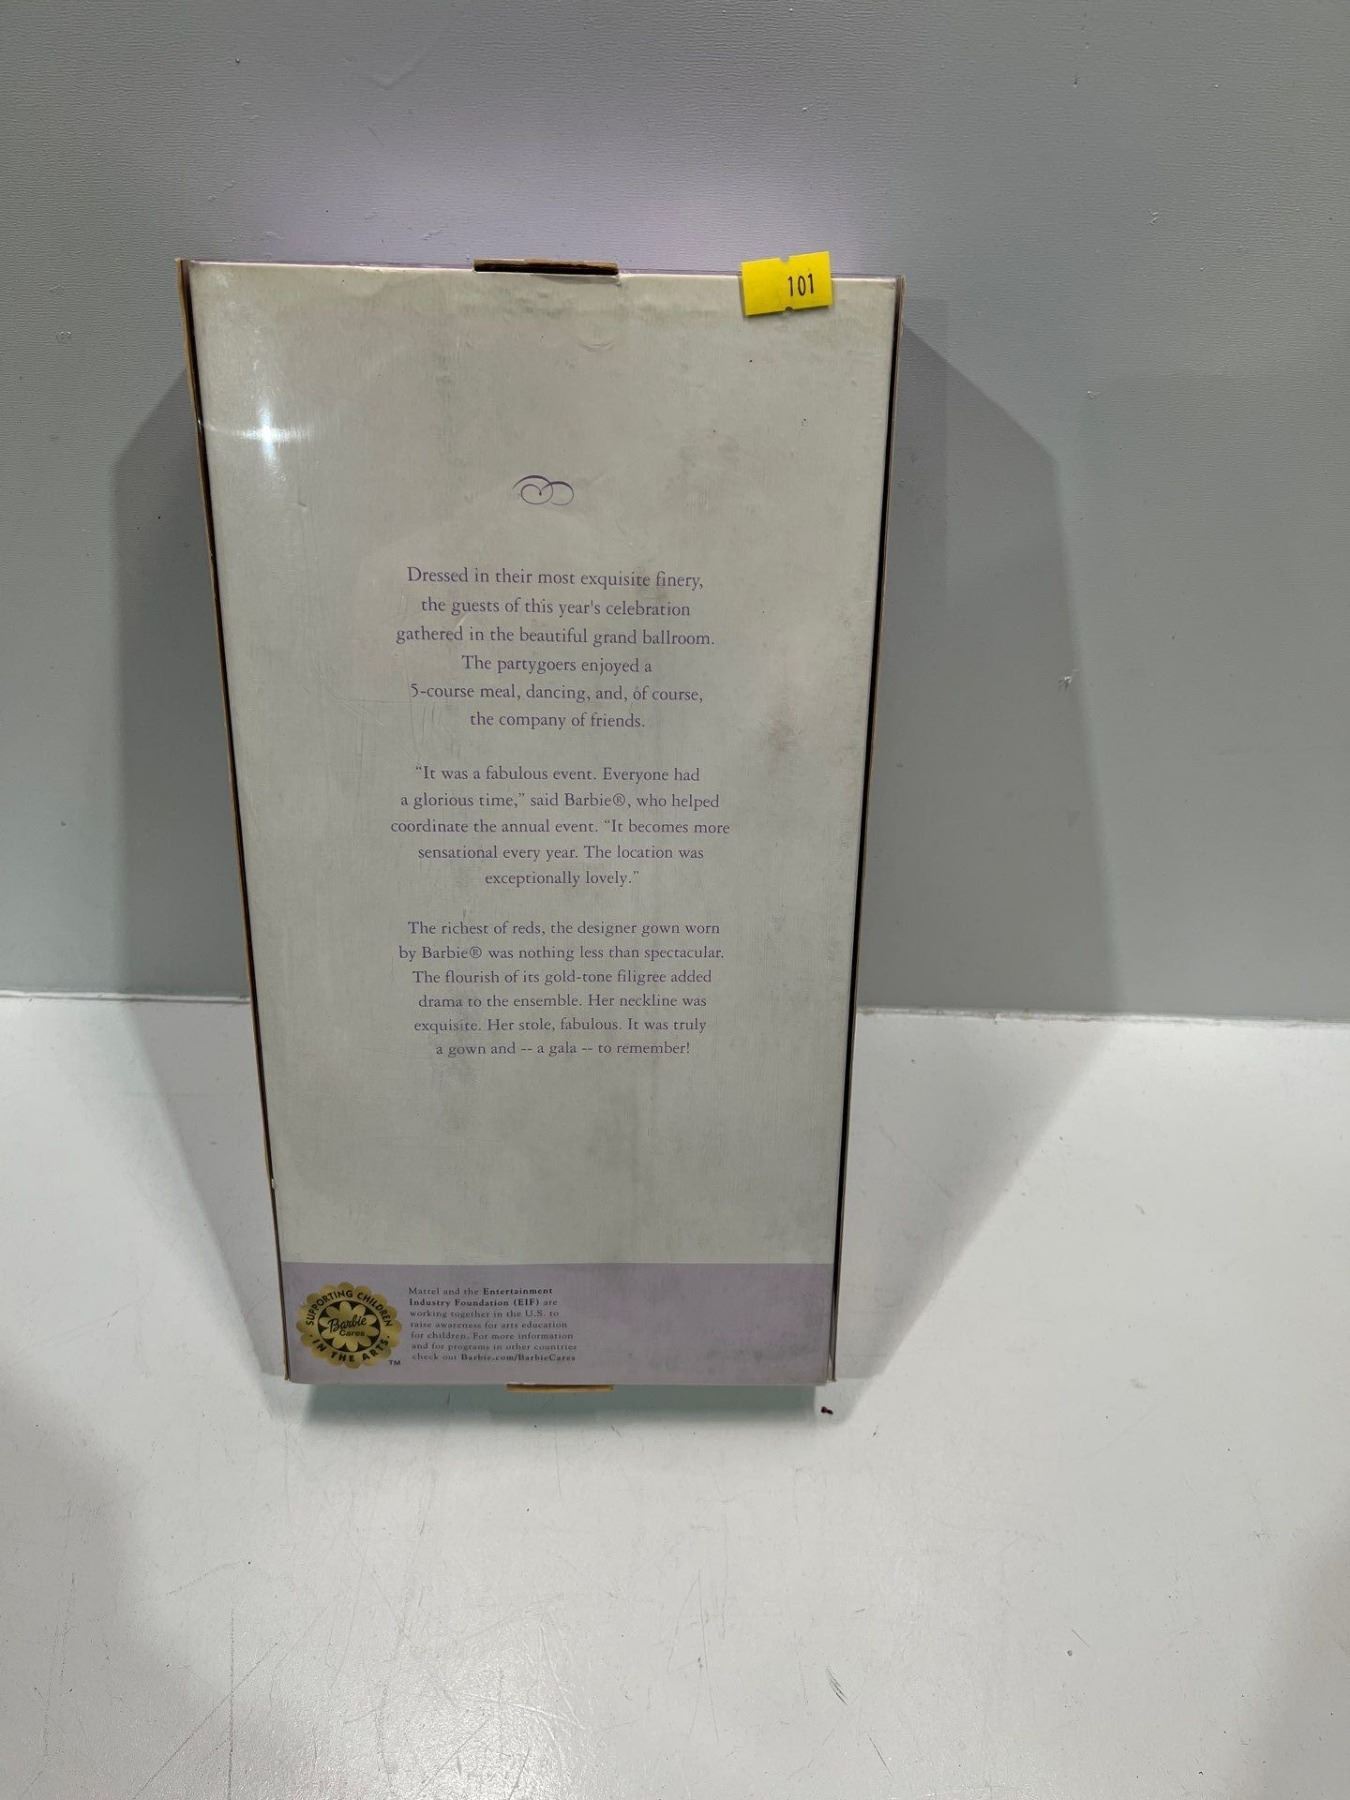 101
Dressed in their most exquisite finery,
the guests of this year's celebration
gathered in the beautiful grand ballroom.
The partygoers enjoyed a
5-course meal, dancing, and, of course,
the company of friends.
“It was a fabulous event. Everyone had
a glorious time,” said Barbie®, who helped
coordinate the annual event. “It becomes more
sensational every year. The location was
exceptionally lovely.”
The richest of reds, the designer gown worn
by Barbie® was nothing less than spectacular.
The flourish of its gold-tone filigree added
drama to the ensemble. Her neckline was
exquisite. Her stole, fabulous. It was truly
a gown and -- a gala -- to remember!
SUPPORTING CHILDREN
Barbie
Cares
IN THE ARTS
TM
Mattel and the Entertainment
Industry Foundation (EIF) are
working together in the U.S. to
raise awareness for arts education
for children. For more information
and for programs in other countries
check out Barbie.com/BarbieCares